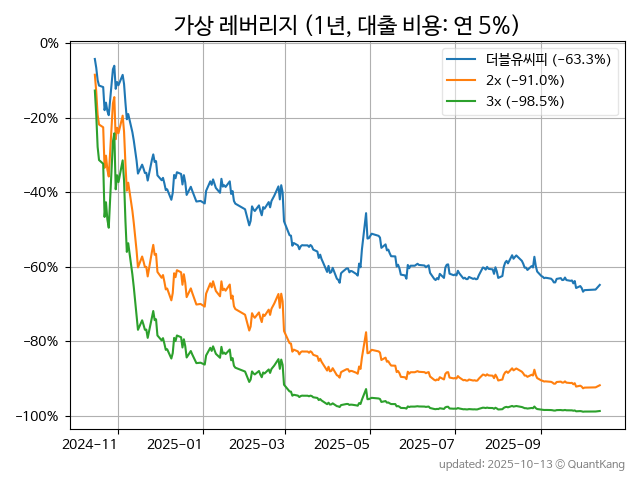 가상 레버리지 (1년, 대출 비용: 연 5%)
더블유씨피 (-63.3%)
2x (-91.0%)
3x (-98.5%)
0%
−20%
−40%
−60%
−80%
−100%
2024-11
2025-01
2025-03
2025-05
2025-07
2025-09
updated: 2025-10-13 © QuantKang